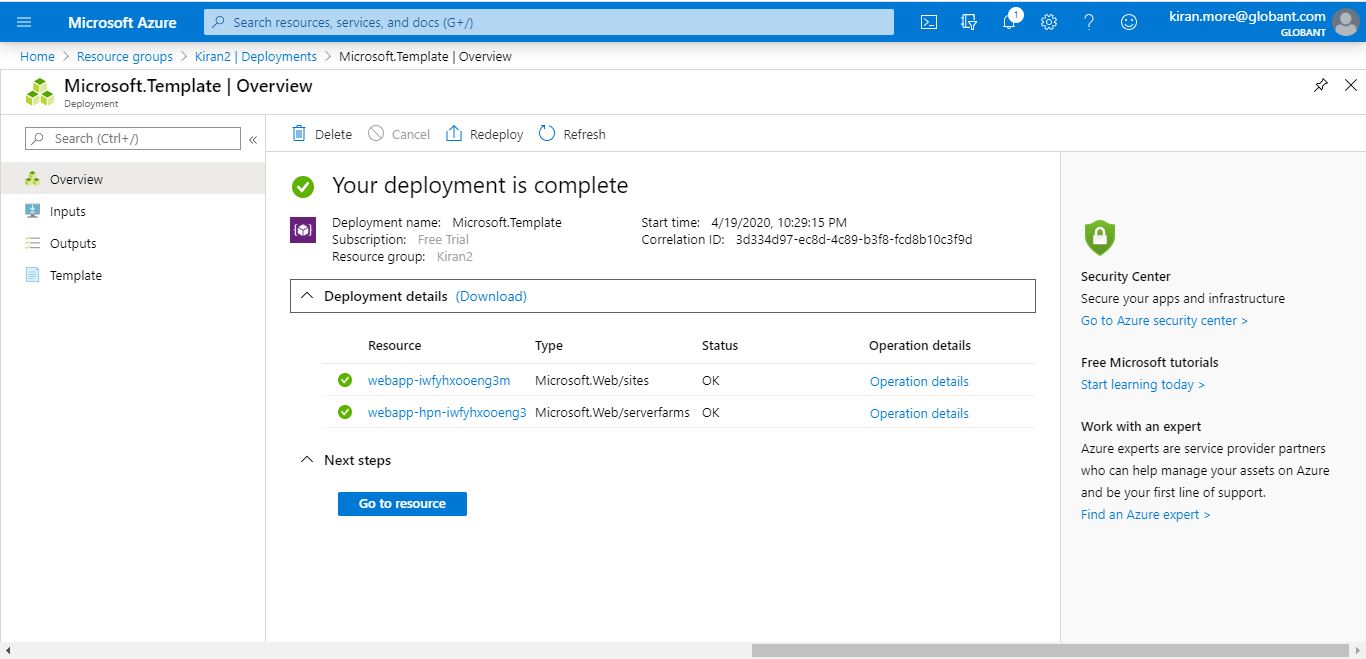 Microsoft Azure
Search resources, services, and docs (G+/)
1
kiran.more@globant.com
GLOBANT
Home > Resource groups > Kiran2 | Deployments > Microsoft.Template | Overview
Microsoft.Template | Overview
Deployment
Search (Ctrl+/)
«
Overview
Inputs
Outputs
Template
Delete Cancel Redeploy Refresh
Your deployment is complete
Deployment name: Microsoft.Template
Subscription: Free Trial
Resource group: Kiran2
Start time: 4/19/2020, 10:29:15 PM
Correlation ID: 3d334d97-ec8d-4c89-b3f8-fcd8b10c3f9d
Deployment details (Download)
Resource Type Status Operation details
webapp-iwfyhxooeng3m Microsoft.Web/sites OK Operation details
webapp-hpn-iwfyhxooeng3 Microsoft.Web/serverfarms OK Operation details
Next steps
Go to resource
Security Center
Secure your apps and infrastructure
Go to Azure security center >
Free Microsoft tutorials
Start learning today >
Work with an expert
Azure experts are service provider partners
who can help manage your assets on Azure
and be your first line of support.
Find an Azure expert >